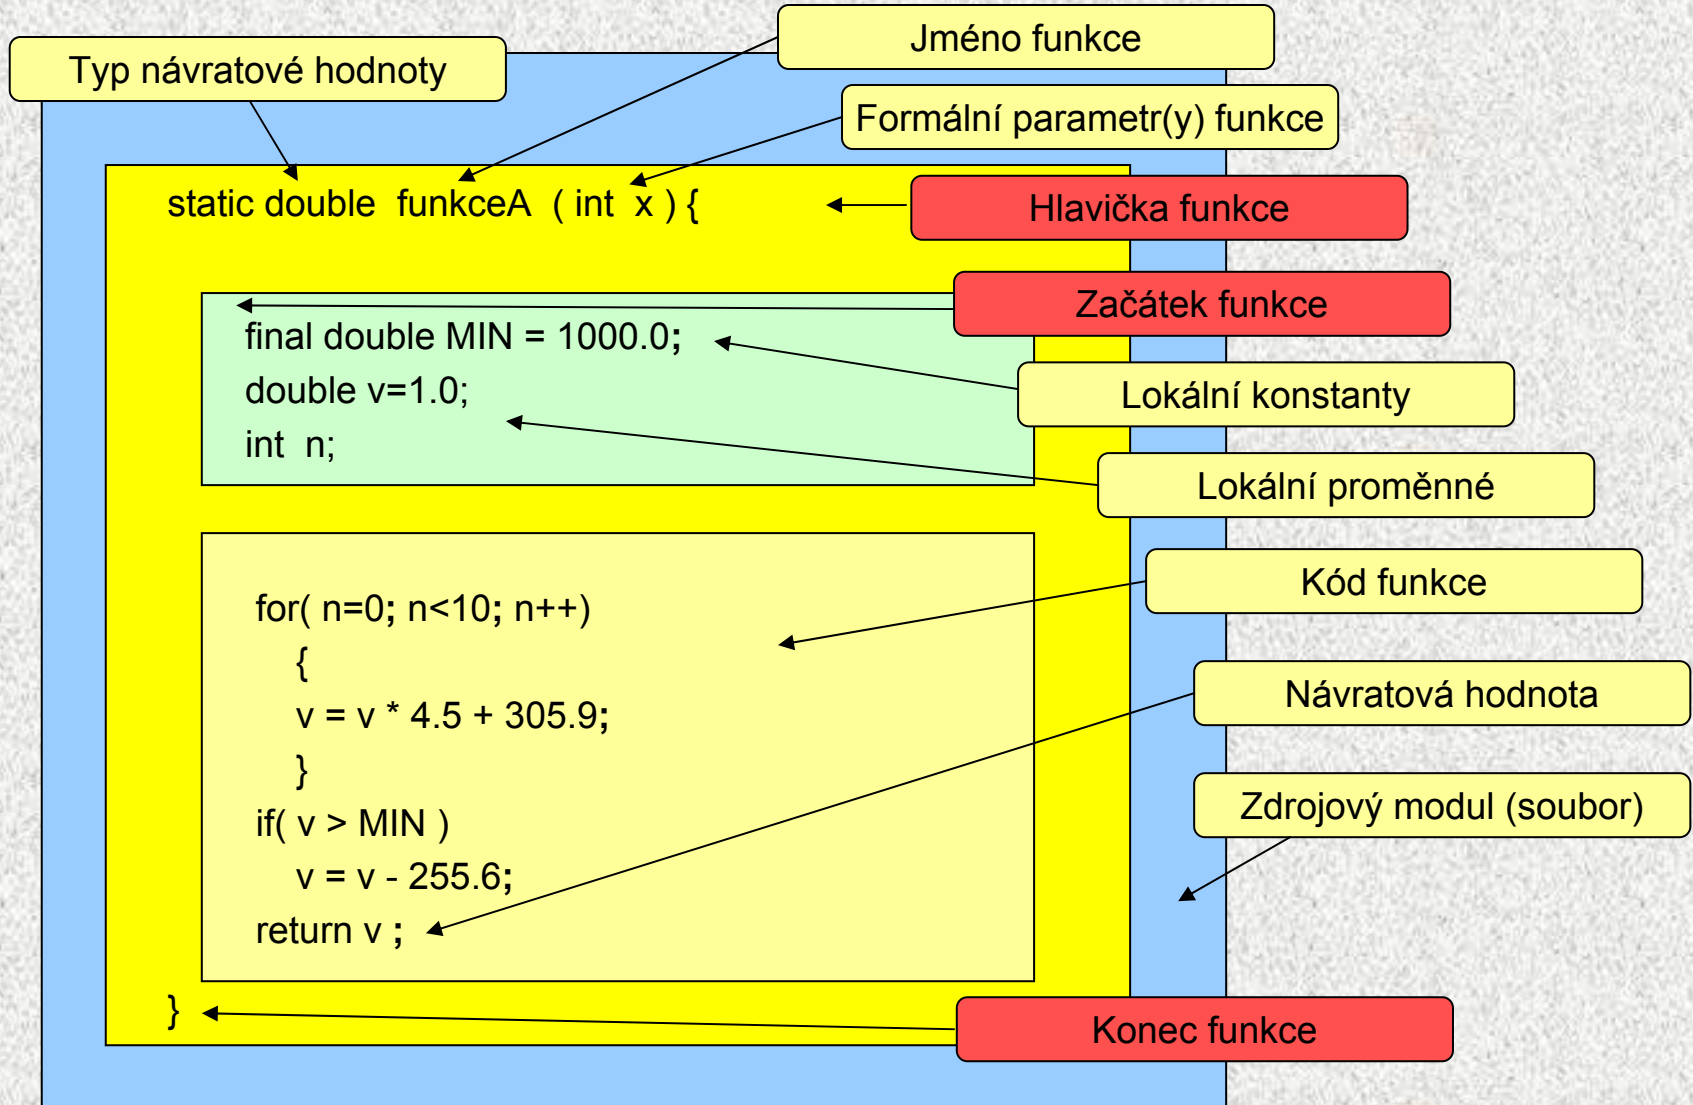 Jméno funkce
Typ návratové hodnoty
Formální parametr(y) funkce
static double funkceA ( int x ) {
Hlavička funkce
Začátek funkce
final double MIN = 1000.0;
Lokální konstanty
double v=1.0;
int n;
Lokální proměnné
Kód funkce
for( n=0; n<10; n++)
{
Návratová hodnota
v = v * 4.5 + 305.9;
}
Zdrojový modul (soubor)
if( v > MIN )
v = v - 255.6;
return v ;
}
Konec funkce